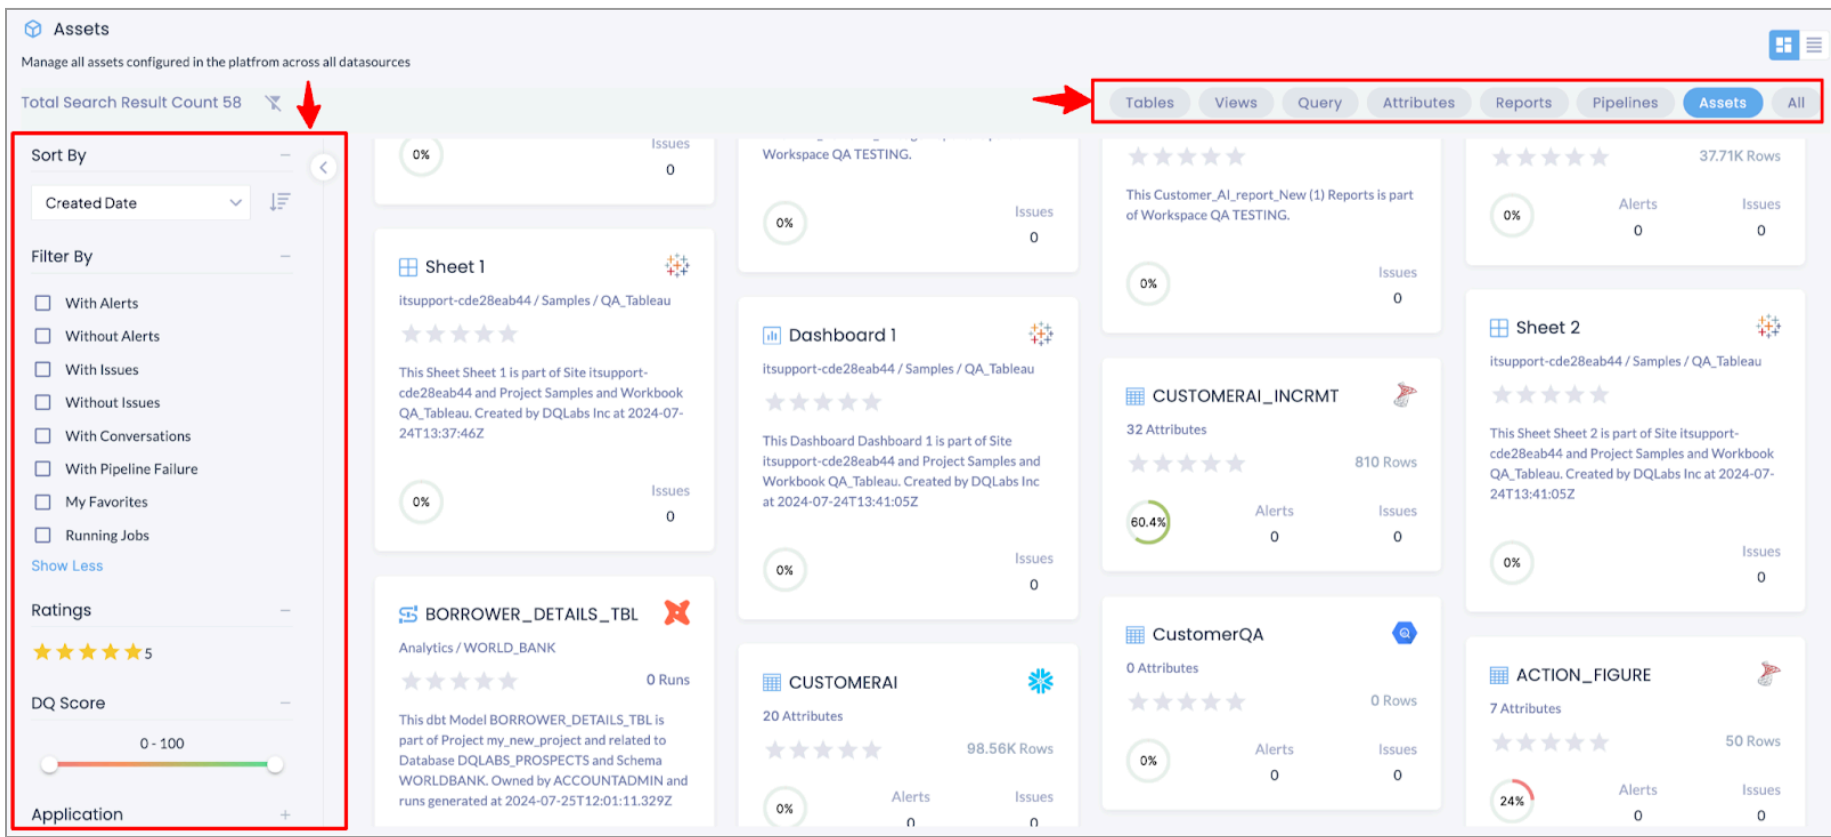 Assets
Manage all assets configured in the platfrom across all datasources
Total Search Result Count 58
Tables
Views
Query
Attributes
Reports
Pipelines
Assets
All
Sort By
Created Date
Filter By
With Alerts
Without Alerts
With Issues
Without Issues
With Conversations
With Pipeline Failure
My Favorites
Running Jobs
Show Less
Ratings
5
DQ Score
0 - 100
Application
0%
Issues
0
Sheet 1
itsupport-cde28eab44 / Samples / QA_Tableau
This Sheet Sheet 1 is part of Site itsupport-
cde28eab44 and Project Samples and Workbook
QA_Tableau. Created by DQLabs Inc at 2024-07-
24T13:37:46Z
0%
Issues
0
BORROWER_DETAILS_TBL
Analytics / WORLD_BANK
0 Runs
This dbt Model BORROWER_DETAILS_TBL is
part of Project my_new_project and related to
Database DQLABS_PROSPECTS and Schema
WORLDBANK. Owned by ACCOUNTADMIN and
runs generated at 2024-07-25T12:01:11.329Z
Workspace QA TESTING.
0%
Issues
0
Dashboard 1
itsupport-cde28eab44 / Samples / QA_Tableau
This Dashboard Dashboard 1 is part of Site
itsupport-cde28eab44 and Project Samples and
Workbook QA_Tableau. Created by DQLabs Inc
at 2024-07-24T13:41:05Z
0%
Issues
0
CUSTOMERAI
20 Attributes
98.56K Rows
0%
Alerts
0
Issues
0
This Customer_AI_report_New (1) Reports is part
of Workspace QA TESTING.
0%
Issues
0
CUSTOMERAI_INCRMT
32 Attributes
810 Rows
60.4%
Alerts
0
Issues
0
CustomerQA
0 Attributes
0 Rows
0%
Alerts
0
Issues
0
37.71K Rows
0%
Alerts
0
Issues
0
Sheet 2
itsupport-cde28eab44 / Samples / QA_Tableau
This Sheet Sheet 2 is part of Site itsupport-
cde28eab44 and Project Samples and Workbook
QA_Tableau. Created by DQLabs Inc at 2024-07-
24T13:41:05Z
0%
Issues
0
ACTION_FIGURE
7 Attributes
50 Rows
24%
Alerts
0
Issues
0